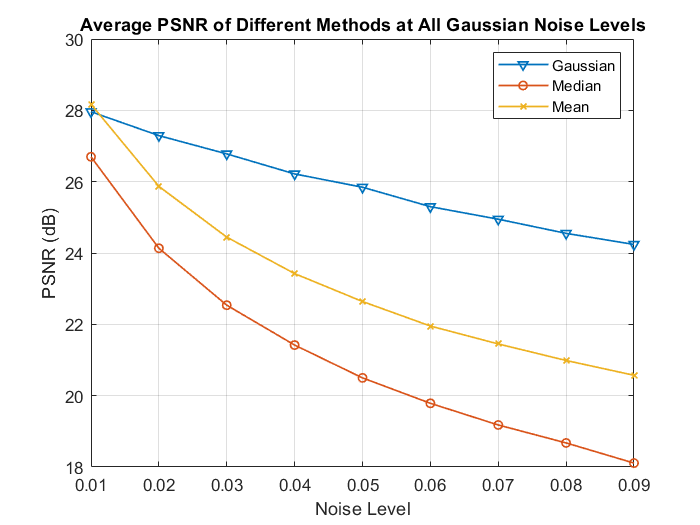 Average PSNR of Different Methods at All Gaussian Noise Levels
30
28
26
24
22
20
18
PSNR (dB)
Gaussian
Median
Mean
0.01 0.02 0.03 0.04 0.05 0.06 0.07 0.08 0.09
Noise Level